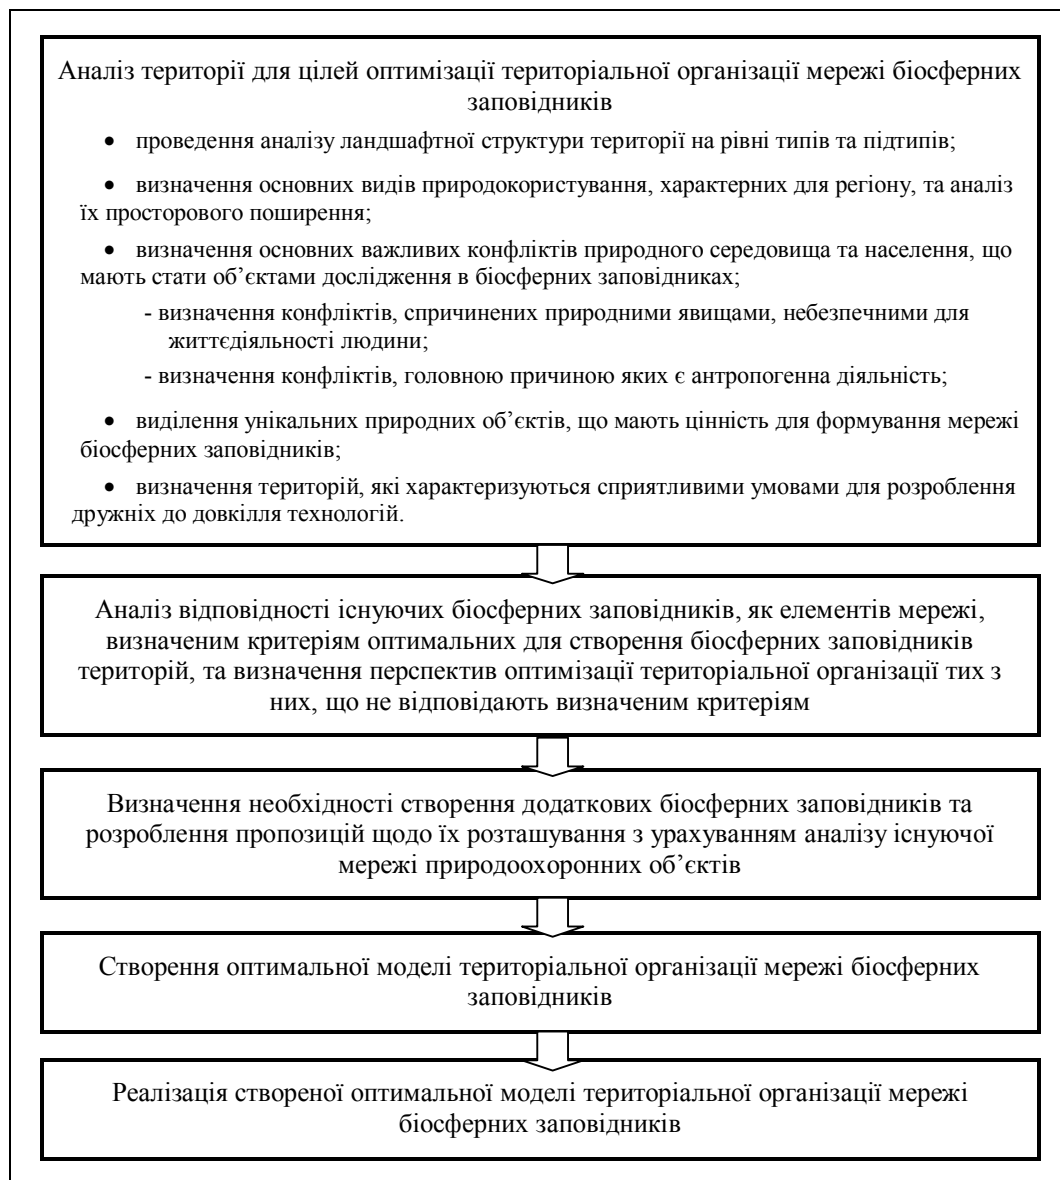 Аналіз території для цілей оптимізації територіальної організації мережі біосферних
заповідників
• проведення аналізу ландшафтної структури території на рівні типів та підтипів;
• визначення основних видів природокористування, характерних для регіону, та аналіз
їх просторового поширення;
• визначення основних важливих конфліктів природного середовища та населення, що
мають стати об’єктами дослідження в біосферних заповідниках;
- визначення конфліктів, спричинених природними явищами, небезпечними для
життєдіяльності людини;
- визначення конфліктів, головною причиною яких є антропогенна діяльність;
• виділення унікальних природних об’єктів, що мають цінність для формування мережі
біосферних заповідників;
• визначення територій, які характеризуються сприятливими умовами для розроблення
дружніх до довкілля технологій.
Аналіз відповідності існуючих біосферних заповідників, як елементів мережі,
визначеним критеріям оптимальних для створення біосферних заповідників
територій, та визначення перспектив оптимізації територіальної організації тих з
них, що не відповідають визначеним критеріям
Визначення необхідності створення додаткових біосферних заповідників та
розроблення пропозицій щодо їх розташування з урахуванням аналізу існуючої
мережі природоохоронних об’єктів
Створення оптимальної моделі територіальної організації мережі біосферних
заповідників
Реалізація створеної оптимальної моделі територіальної організації мережі
біосферних заповідників